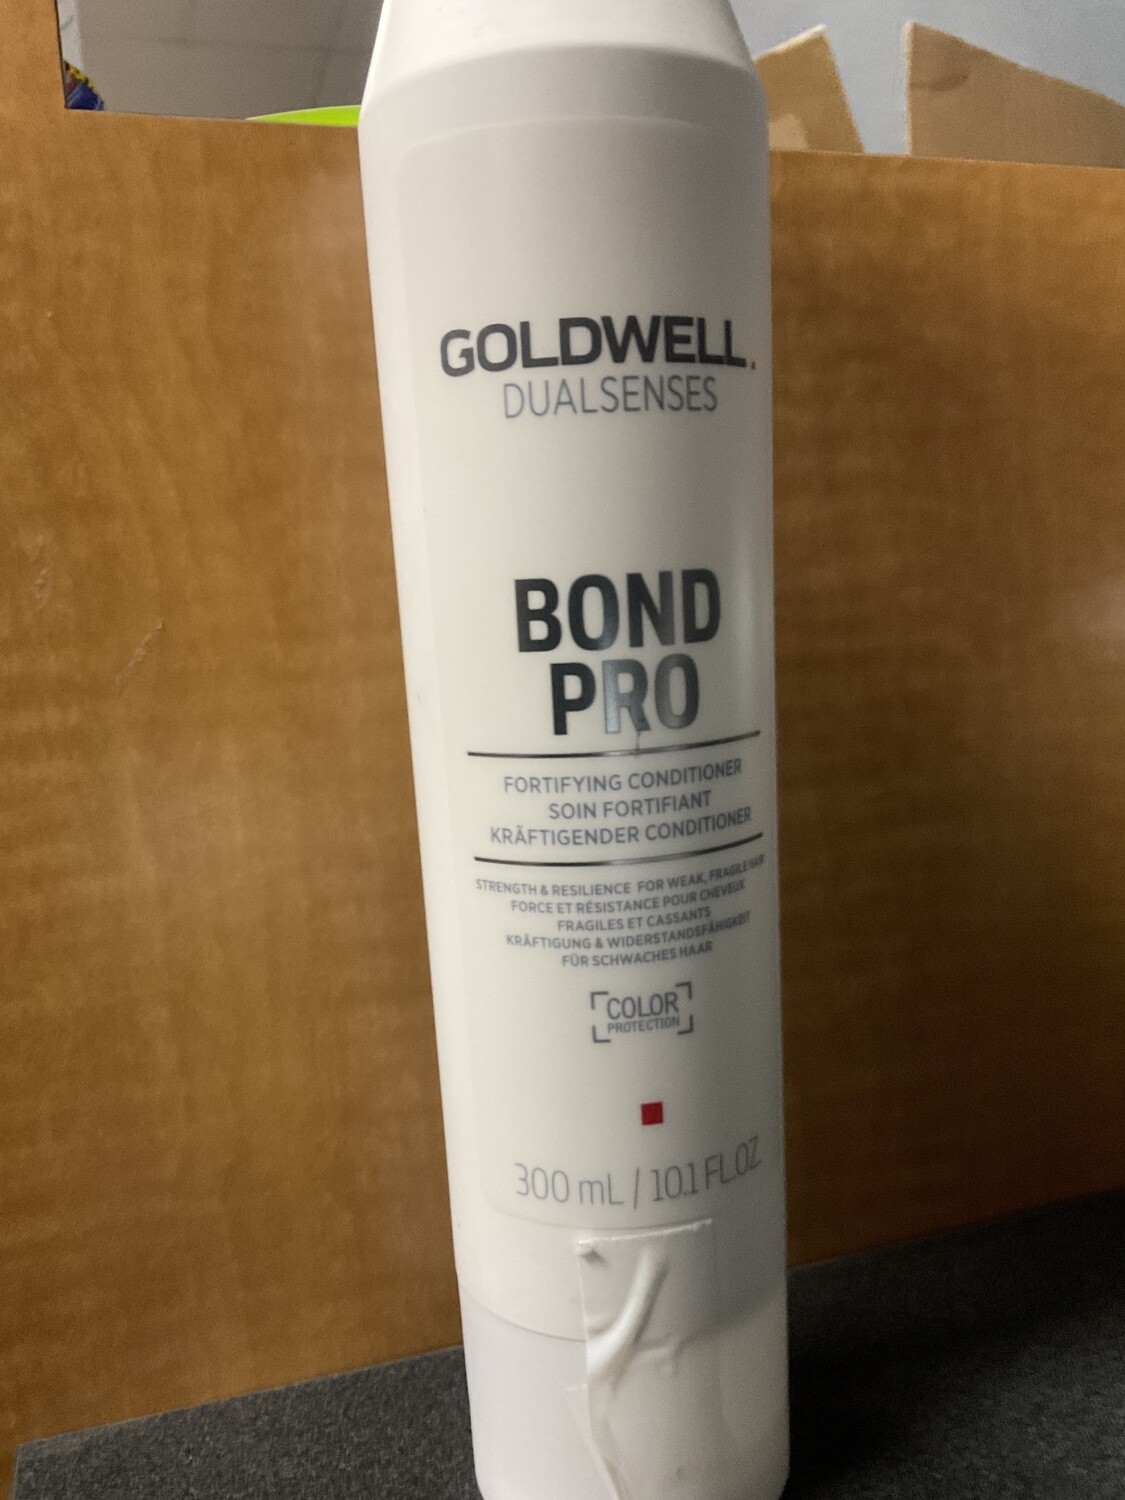 GOLDWELL.
DUALSENSES
BOND
PRO
FORTIFYING CONDITIONER
SOIN FORTIFIANT
KRÄFTIGENDER CONDITIONER
STRENGTH & RESILIENCE FOR WEAK, FRAGILE HAIR
FORCE ET RÉSISTANCE POUR CHEVEUX
FRAGILES ET CASSANTS
KRÄFTIGUNG & WIDERSTANDSFÄHIGKEIT
FÜR SCHWACHES HAAR
COLOR
PROTECTION
300 mL / 10.1 FL.OZ